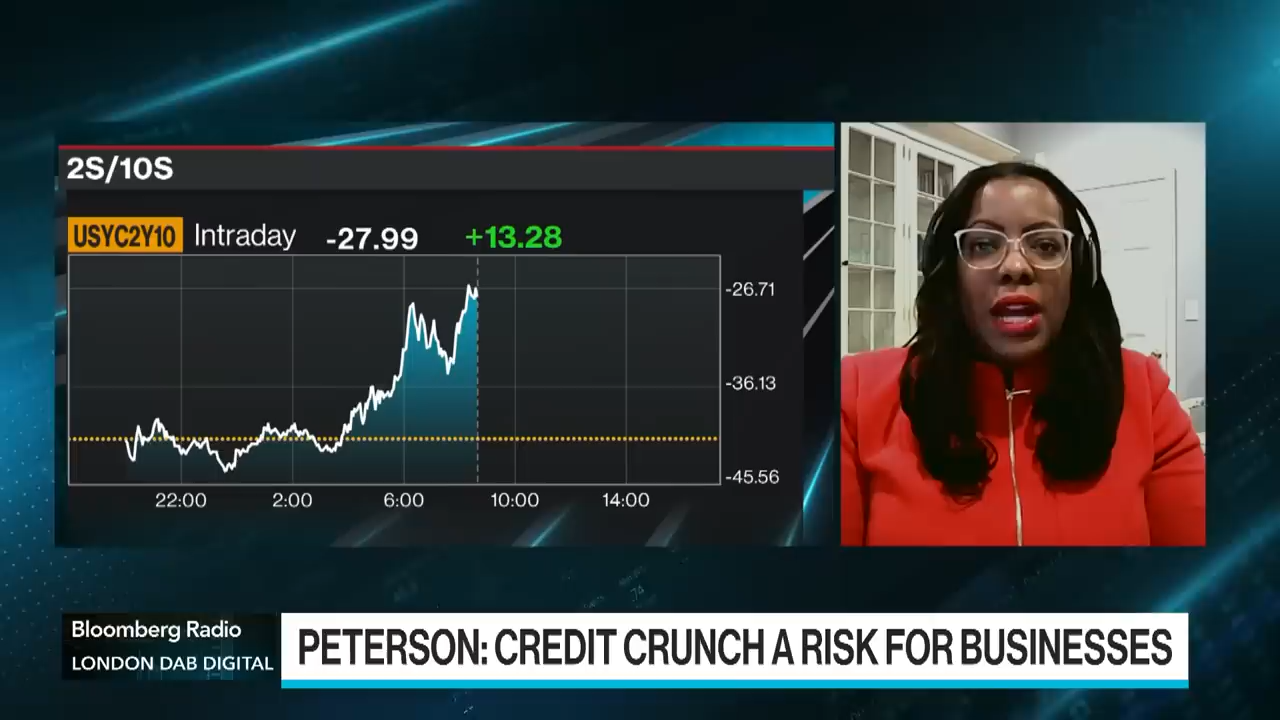 2S/10S
USYC2Y10 Intraday -27.99 +13.28
-26.71
-36.13
-45.56
22:00 2:00 6:00 10:00 14:00
Bloomberg Radio
LONDON DAB DIGITAL
PETERSON: CREDIT CRUNCH A RISK FOR BUSINESSES